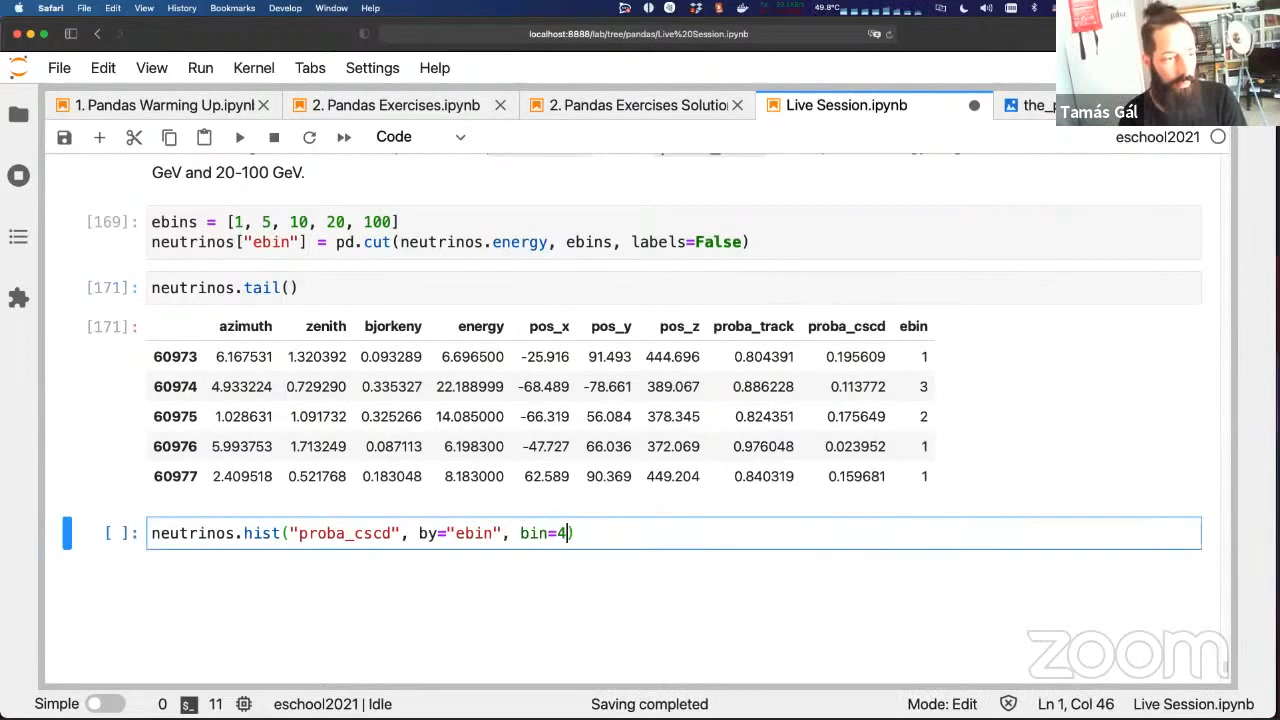 Safari File Edit View History Bookmarks Develop Window Help
49.8°C
localhost:8888/lab/tree/pandas/Live%20Session.ipynb
File Edit View Run Kernel Tabs Settings Help
1. Pandas Warming Up.ipynl 2. Pandas Exercises.ipynb 2. Pandas Exercises Solutio Live Session.ipynb the_p
Tamás Gál
Code eschool2021
GeV and 20-100 GeV.
[169]: ebins = [1, 5, 10, 20, 100]
neutrinos["ebin"] = pd.cut(neutrinos.energy, ebins, labels=False)
[171]: neutrinos.tail()
[171]: azimuth zenith bjorkeny energy pos_x pos_y pos_z proba_track proba_cscd ebin
60973 6.167531 1.320392 0.093289 6.696500 -25.916 91.493 444.696 0.804391 0.195609 1
60974 4.933224 0.729290 0.335327 22.188999 -68.489 -78.661 389.067 0.886228 0.113772 3
60975 1.028631 1.091732 0.325266 14.085000 -66.319 56.084 378.345 0.824351 0.175649 2
60976 5.993753 1.713249 0.087113 6.198300 -47.727 66.036 372.069 0.976048 0.023952 1
60977 2.409518 0.521768 0.183048 8.183000 62.589 90.369 449.204 0.840319 0.159681 1
[ ]: neutrinos.hist("proba_cscd", by="ebin", bin=4)
zoom
Simple 0 11 eschool2021 | Idle Saving completed Mode: Edit Ln 1, Col 46 Live Session.ipynb